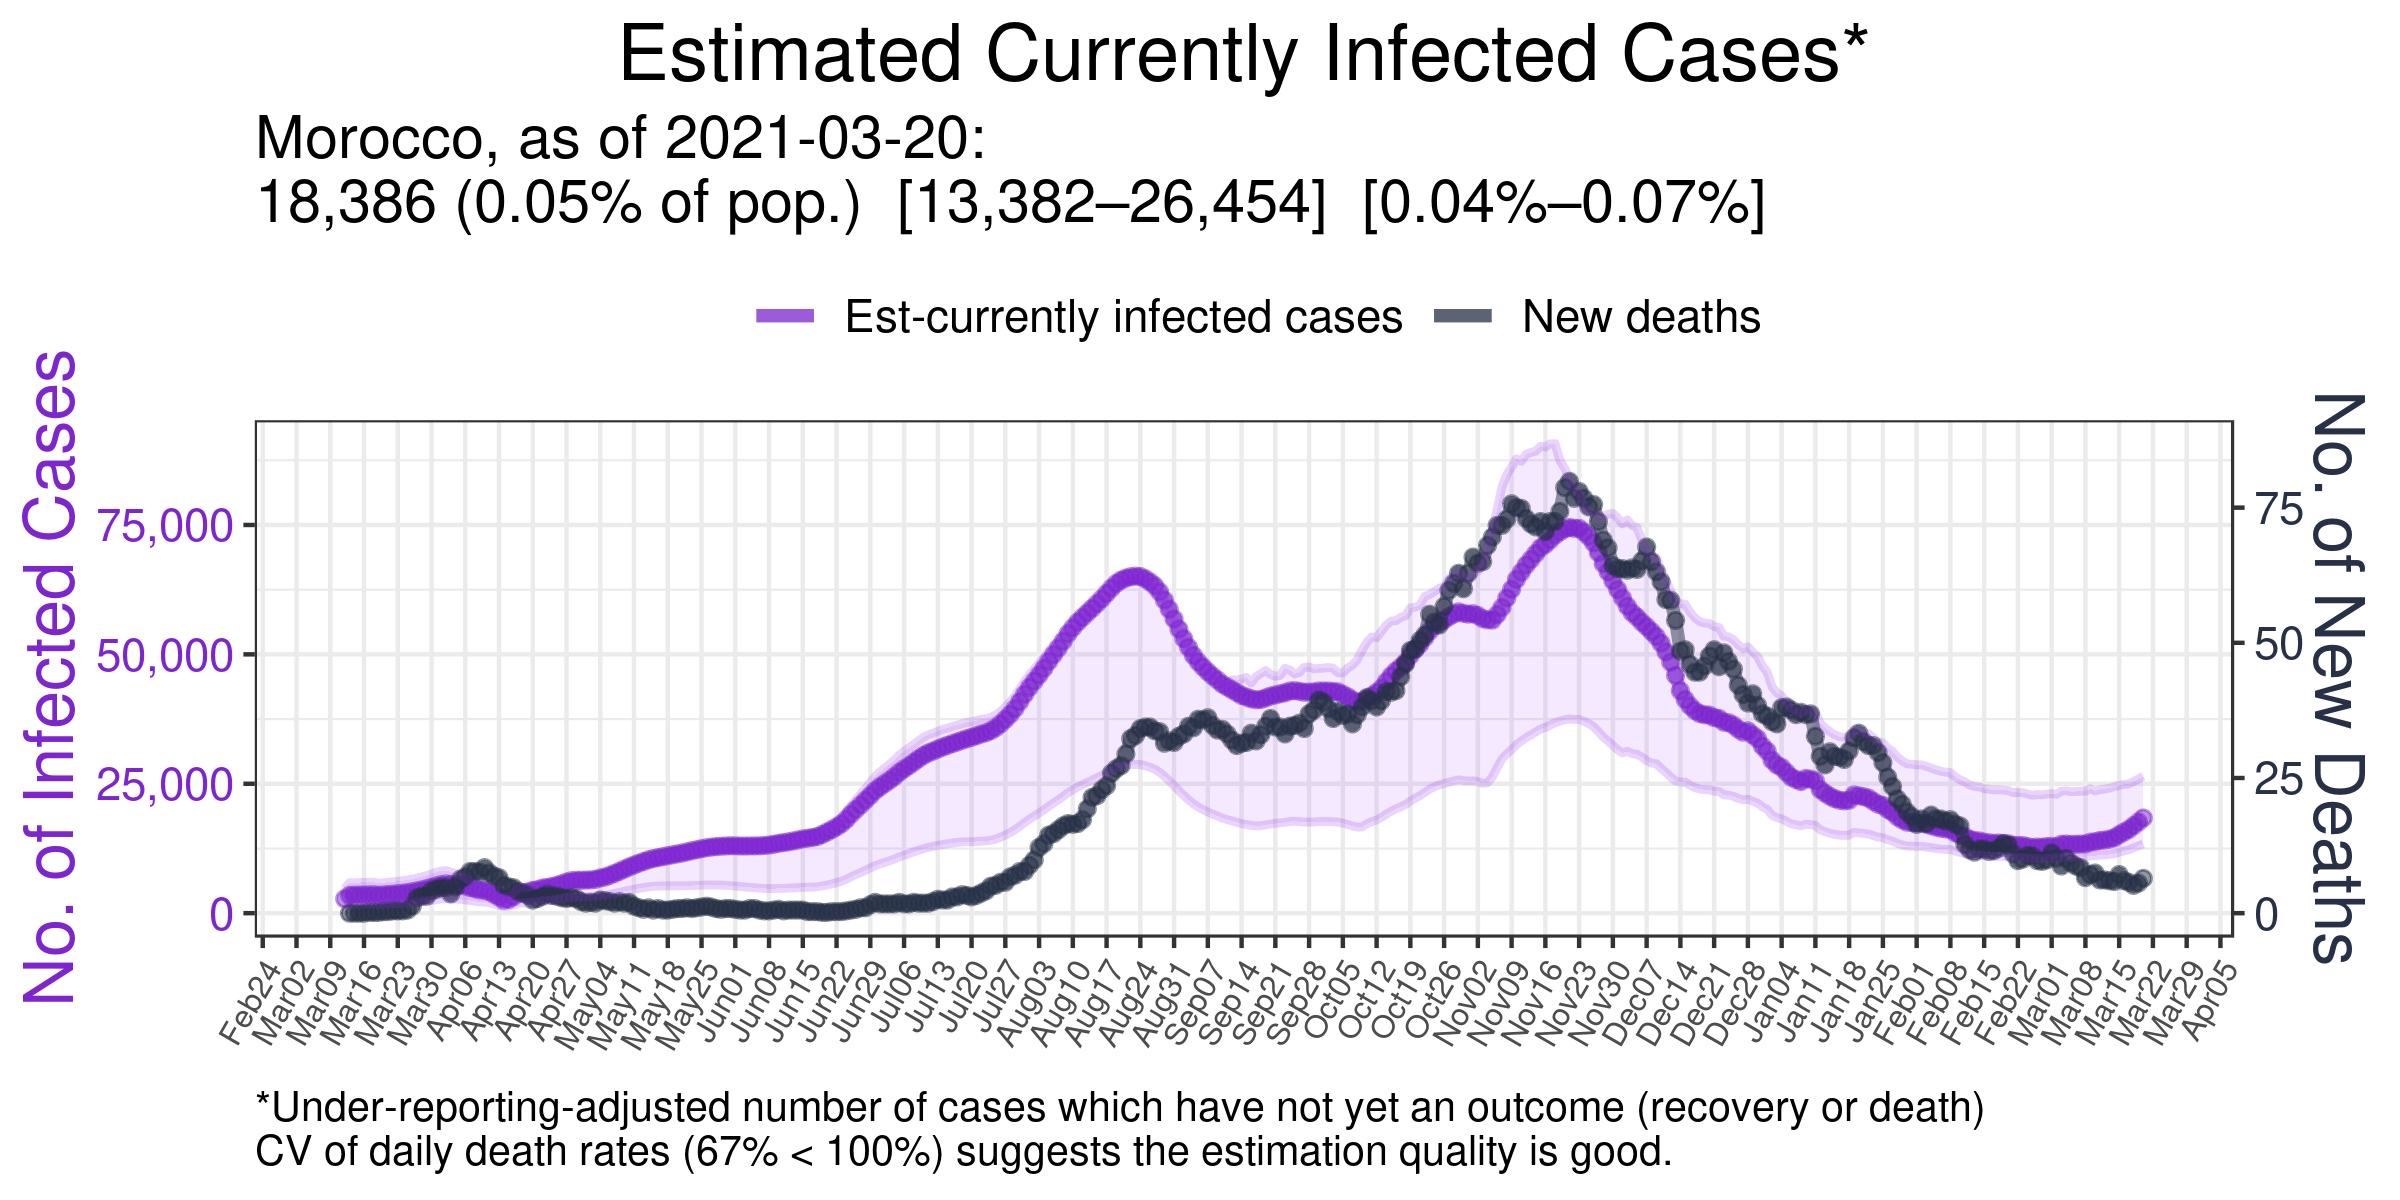 Estimated Currently Infected Cases*
Morocco, as of 2021-03-20:
18,386 (0.05% of pop.)  [13,382–26,454]  [0.04%–0.07%]
Est-currently infected cases
New deaths
No. of Infected Cases
75,000
50,000
25,000
0
No. of New Deaths
75
50
25
0
Feb24
Mar02
Mar09
Mar16
Mar23
Mar30
Apr06
Apr13
Apr20
Apr27
May04
May11
May18
May25
Jun01
Jun08
Jun15
Jun22
Jun29
Jul06
Jul13
Jul20
Jul27
Aug03
Aug10
Aug17
Aug24
Aug31
Sep07
Sep14
Sep21
Sep28
Oct05
Oct12
Oct19
Oct26
Nov02
Nov09
Nov16
Nov23
Nov30
Dec07
Dec14
Dec21
Dec28
Jan04
Jan11
Jan18
Jan25
Feb01
Feb08
Feb15
Feb22
Mar01
Mar08
Mar15
Mar22
Mar29
Apr05
*Under-reporting-adjusted number of cases which have not yet an outcome (recovery or death)
CV of daily death rates (67% < 100%) suggests the estimation quality is good.